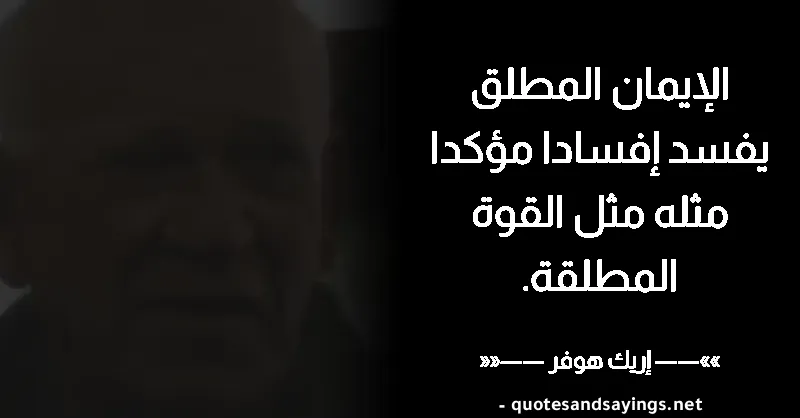 الإيمان المطلق
يفسد إفسادا مؤكدا
مثله مثل القوة
المطلقة.
»»—— إريك هوفر ——««
- quotesandsayings.net